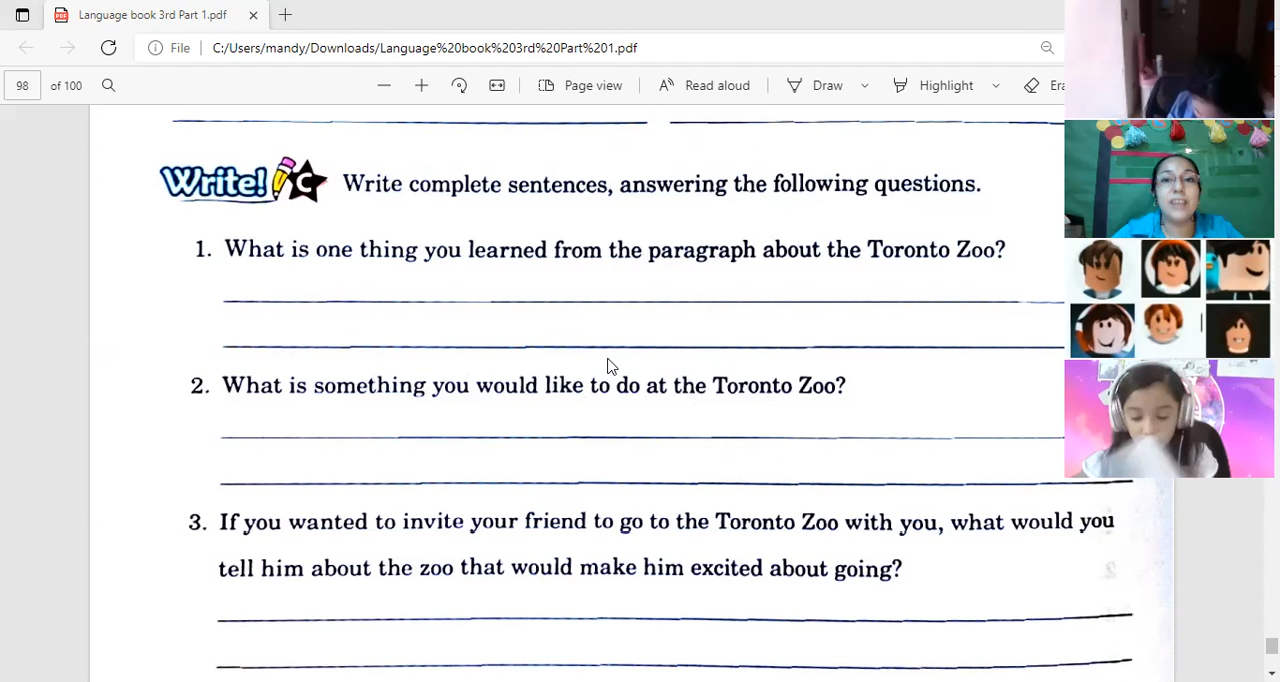 Language book 3rd Part 1.pdf
File C:/Users/mandy/Downloads/Language%20book%203rd%20Part%201.pdf
98 of 100 Page view Read aloud Draw Highlight Era
Write! C Write complete sentences, answering the following questions.
1. What is one thing you learned from the paragraph about the Toronto Zoo?
2. What is something you would like to do at the Toronto Zoo?
3. If you wanted to invite your friend to go to the Toronto Zoo with you, what would you
tell him about the zoo that would make him excited about going?